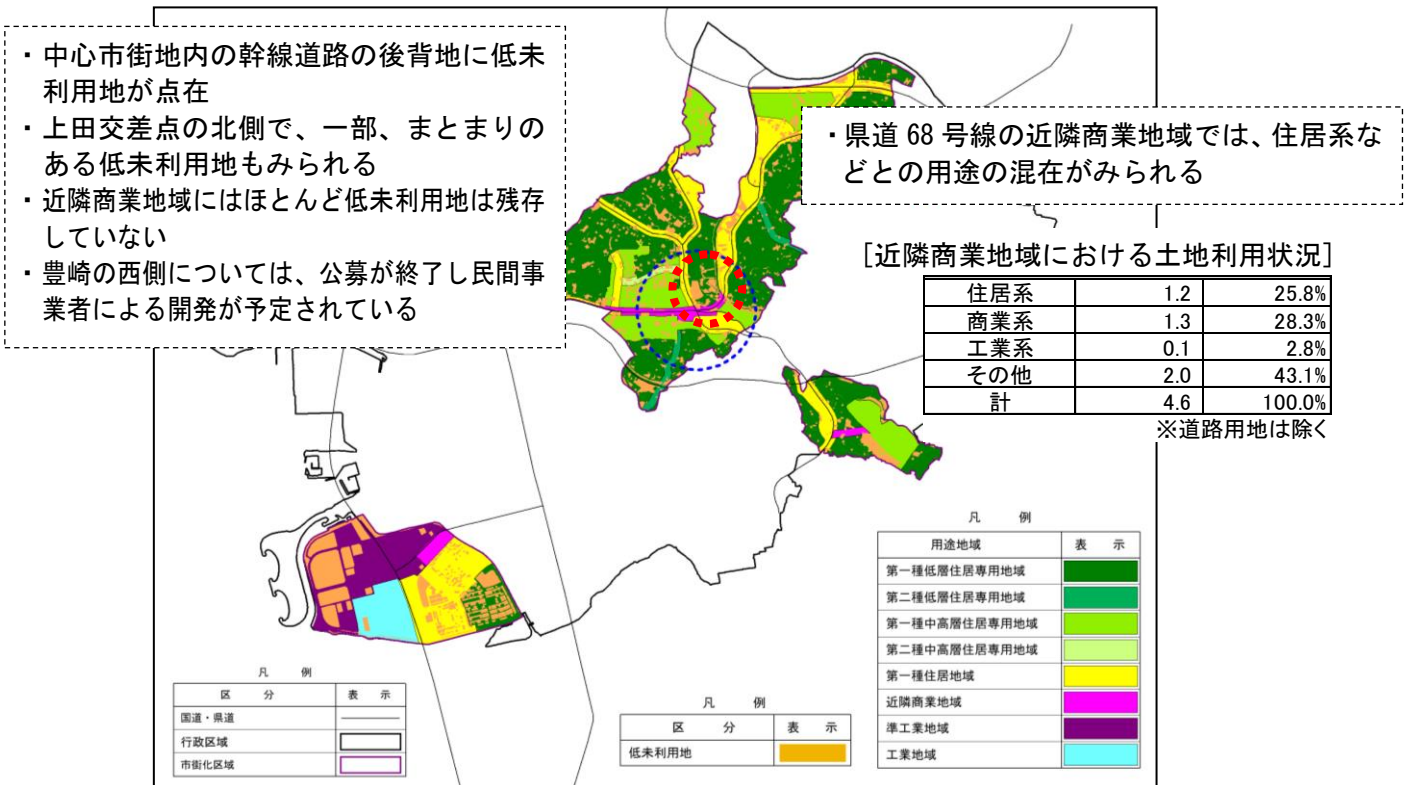 ・中心市街地内の幹線道路の後背地に低未
利用地が点在
・上田交差点の北側で、一部、まとまりの
ある低未利用地もみられる
・近隣商業地域にはほとんど低未利用地は残存
していない
・豊崎の西側については、公募が終了し民間事
業者による開発が予定されている
・県道 68 号線の近隣商業地域では、住居系な
どとの用途の混在がみられる
[近隣商業地域における土地利用状況]
住居系 1.2 25.8%
商業系 1.3 28.3%
工業系 0.1 2.8%
その他 2.0 43.1%
計 4.6 100.0%
※道路用地は除く
凡 例
用途地域 表 示
第一種低層住居専用地域
第二種低層住居専用地域
第一種中高層住居専用地域
第二種中高層住居専用地域
第一種住居地域
近隣商業地域
準工業地域
工業地域
凡 例
区 分 表 示
国道・県道
行政区域
市街化区域
凡 例
区 分 表 示
低未利用地